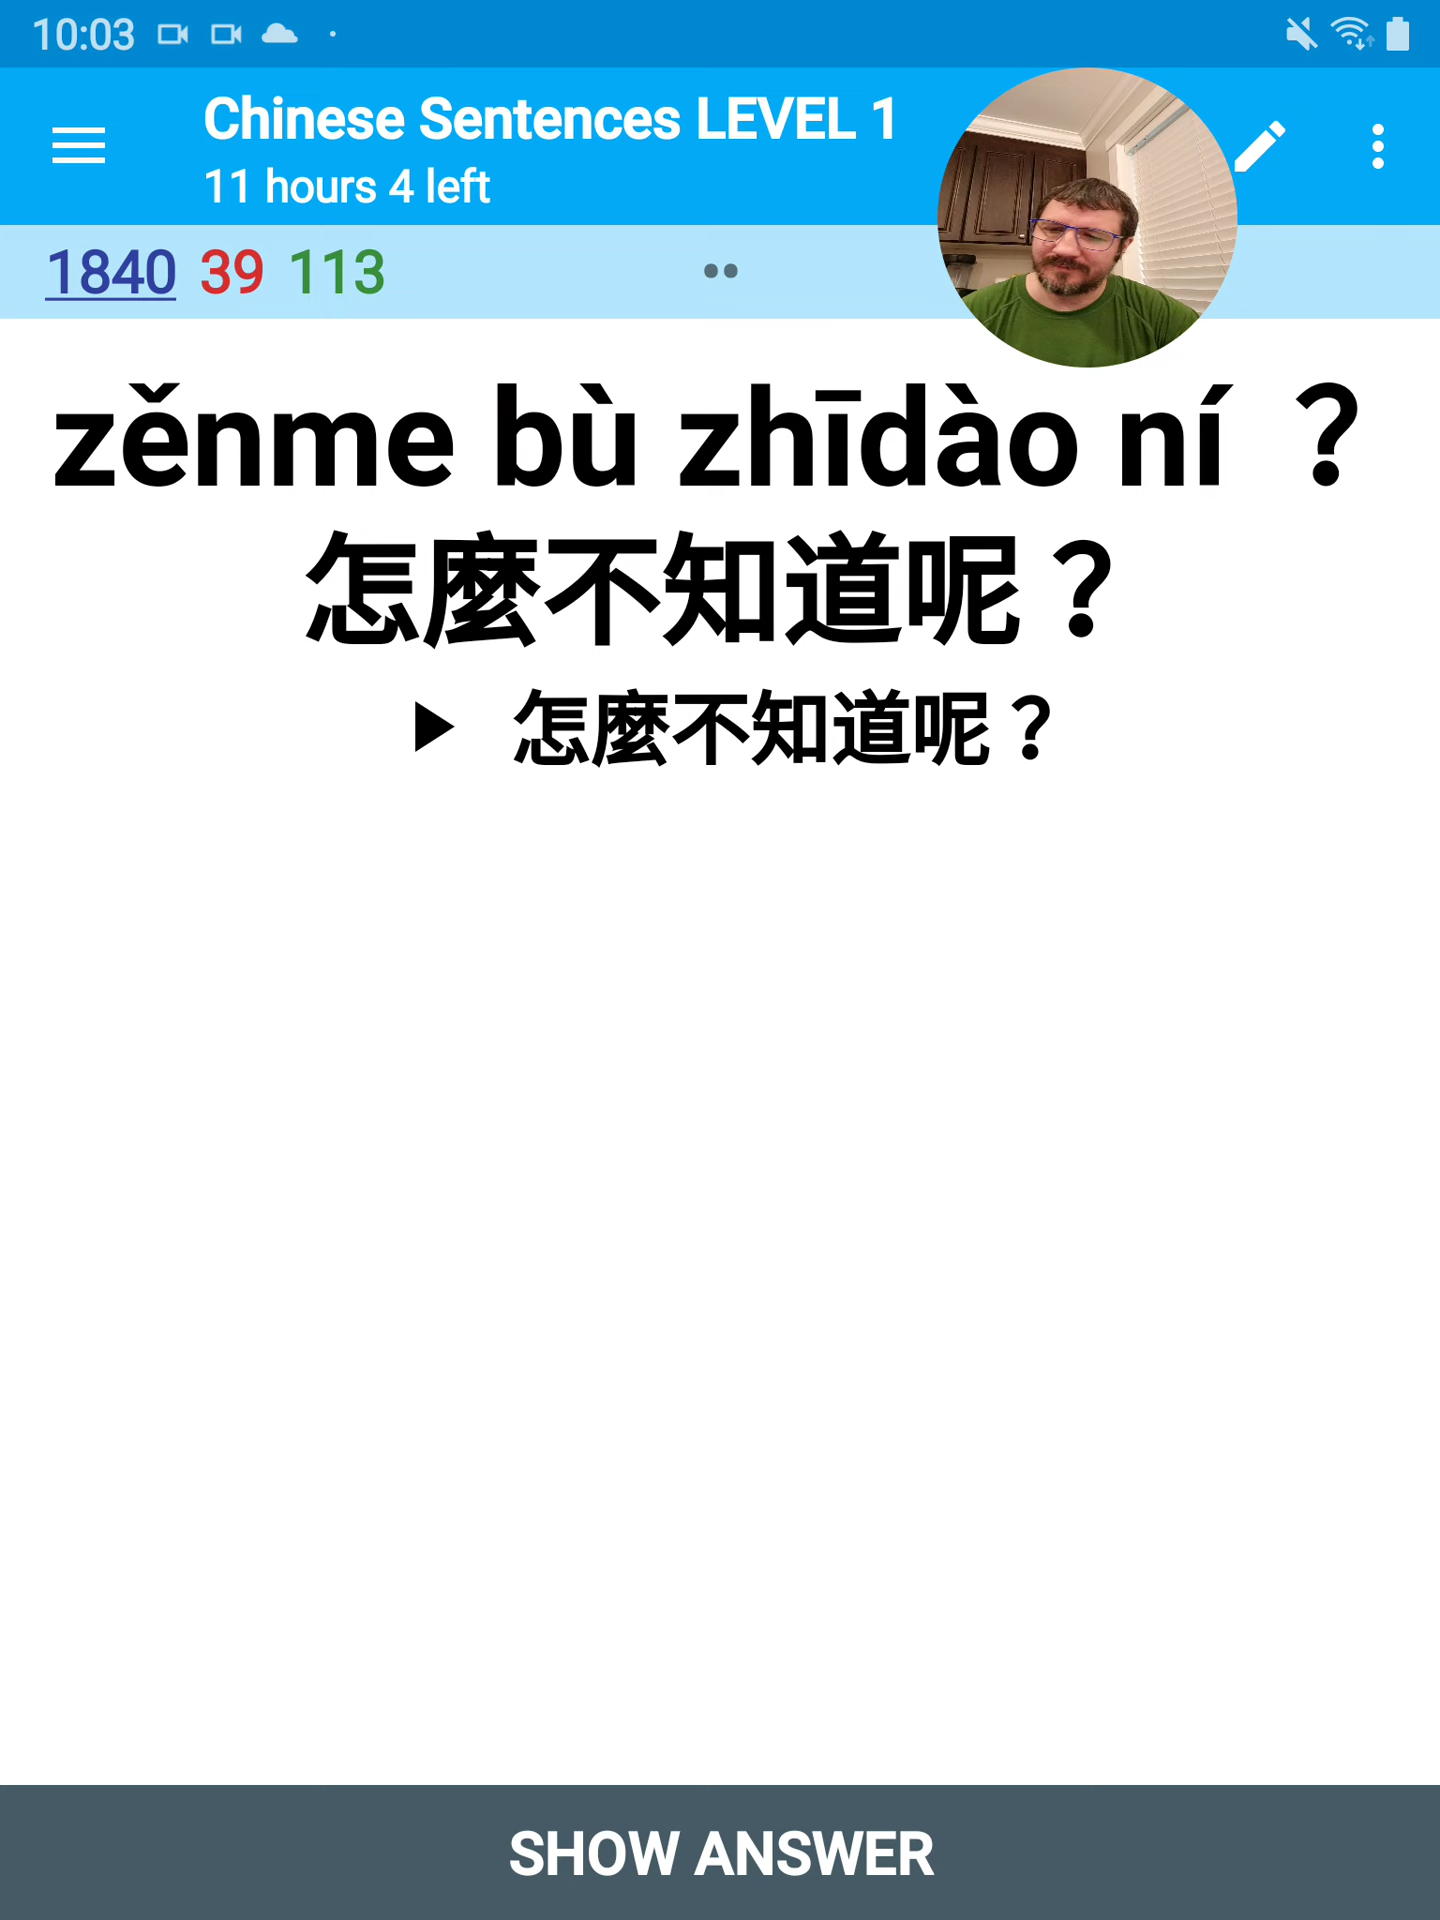 10:03
Chinese Sentences LEVEL 1
11 hours 4 left
1840 39 113
zěnme bù zhīdào ní ？
怎麼不知道呢？
▶ 怎麼不知道呢？
SHOW ANSWER